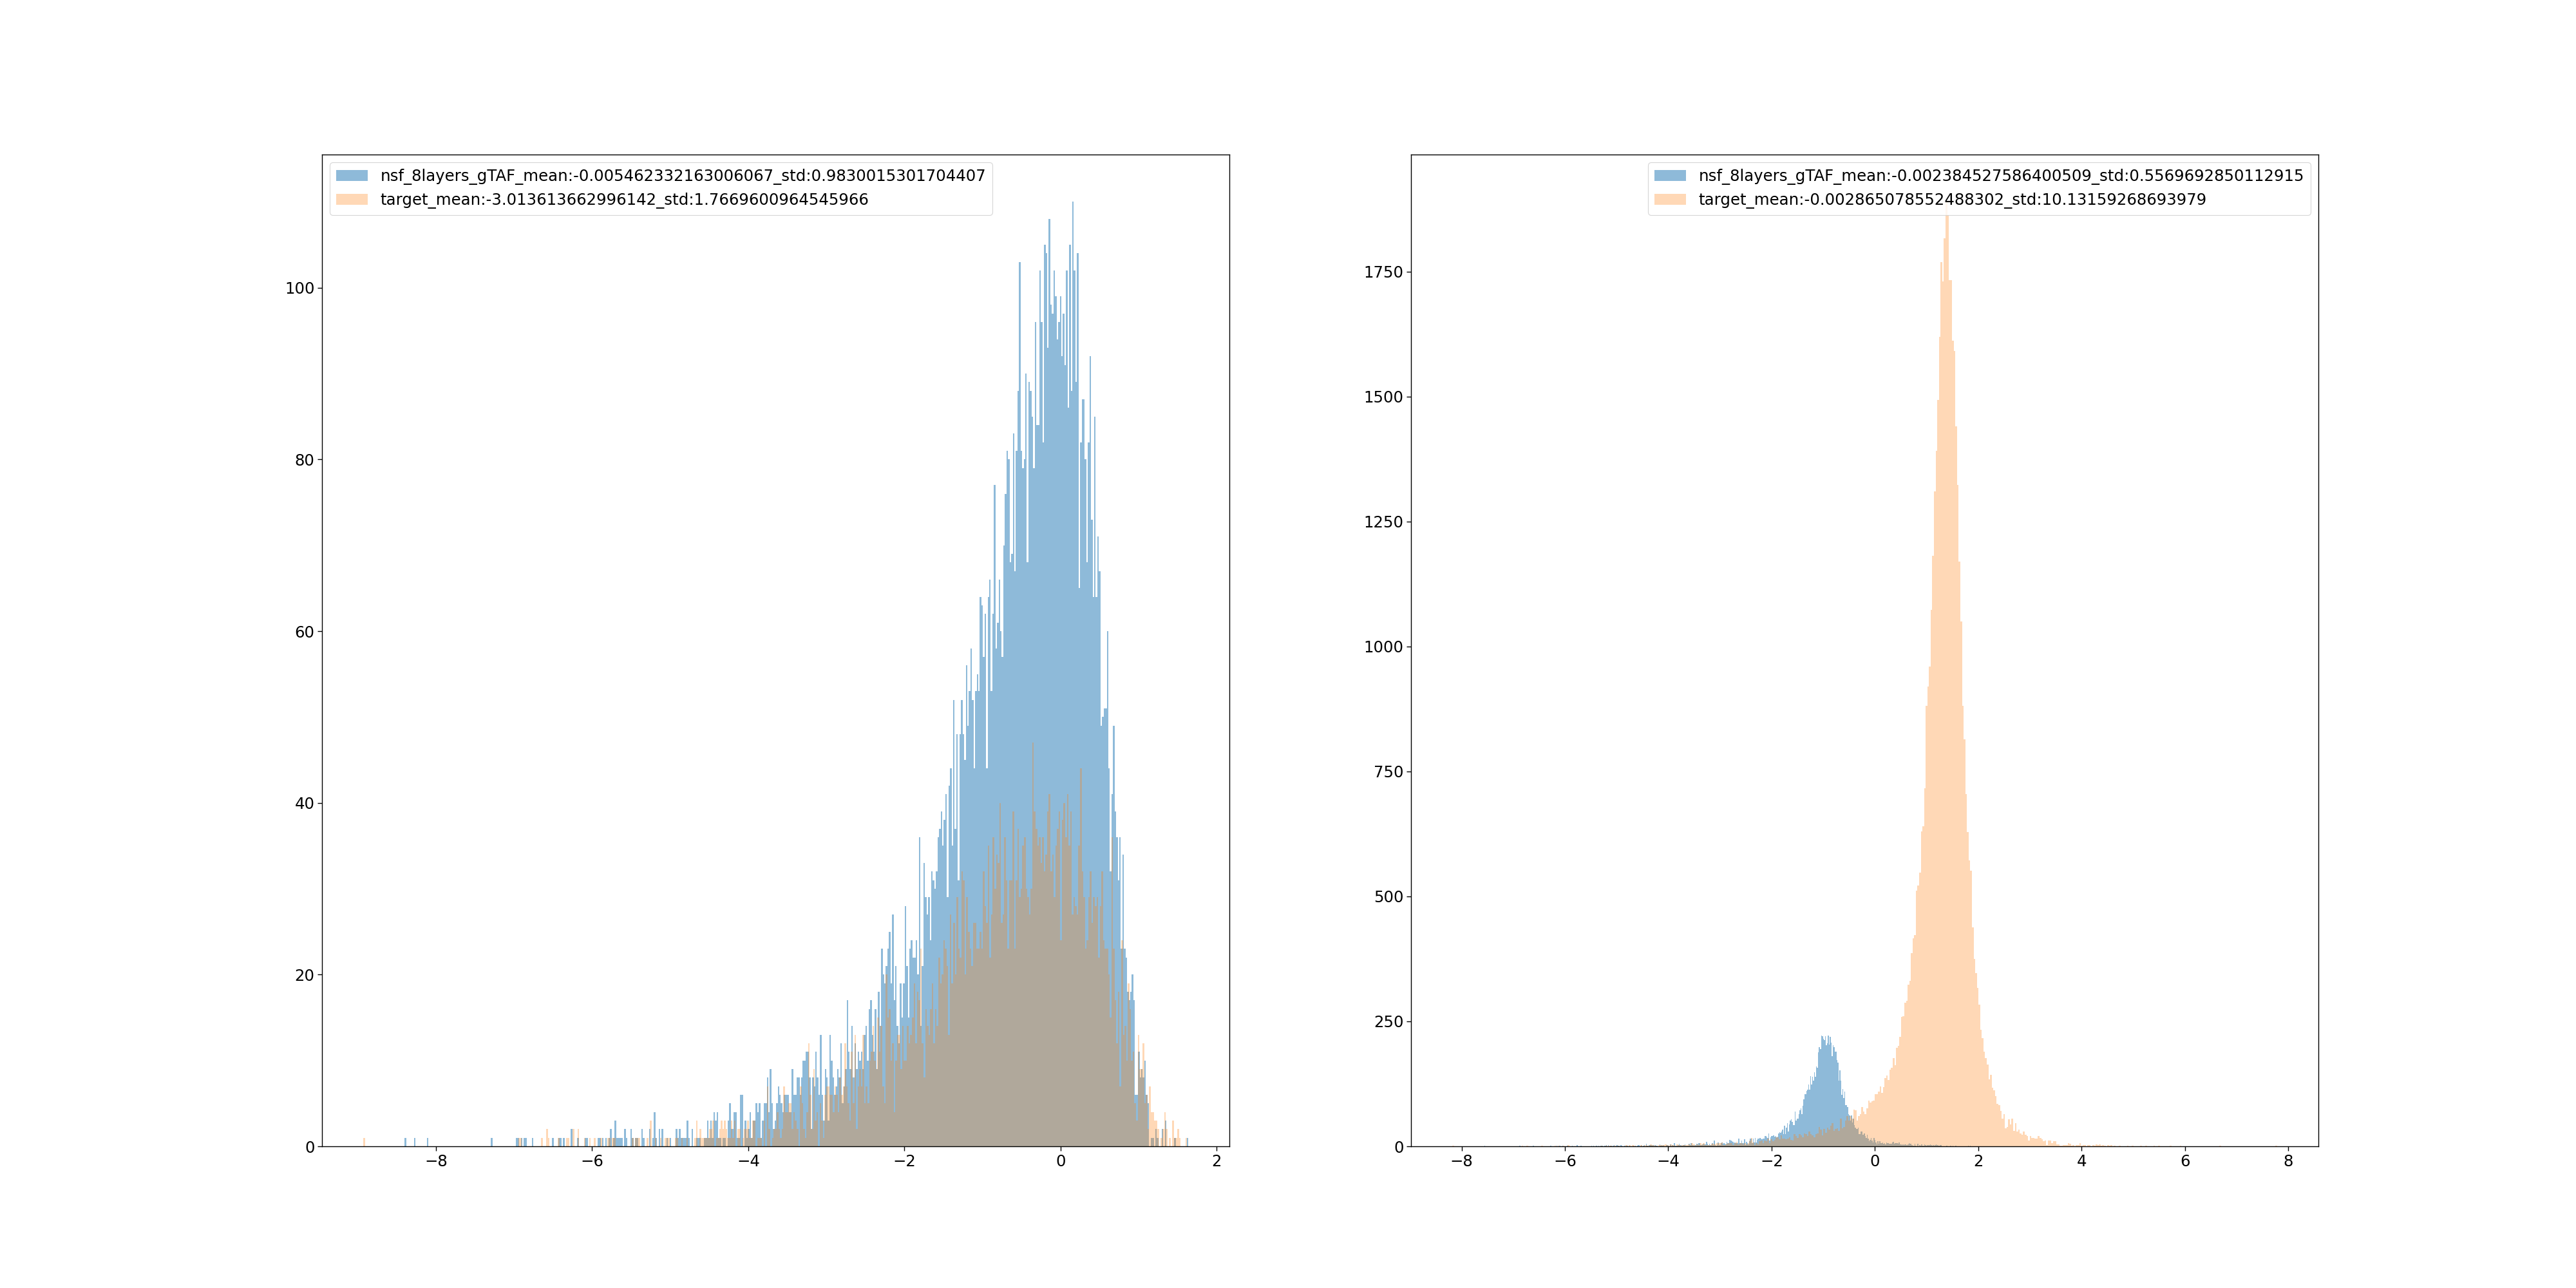 nsf_8layers_gTAF_mean:-0.005462332163006067_std:0.9830015301704407
target_mean:-3.013613662996142_std:1.7669600964545966
100
80
60
40
20
0
−8 −6 −4 −2 0 2
nsf_8layers_gTAF_mean:-0.002384527586400509_std:0.5569692850112915
target_mean:-0.002865078552488302_std:10.13159268693979
1750
1500
1250
1000
750
500
250
0
−8 −6 −4 −2 0 2 4 6 8